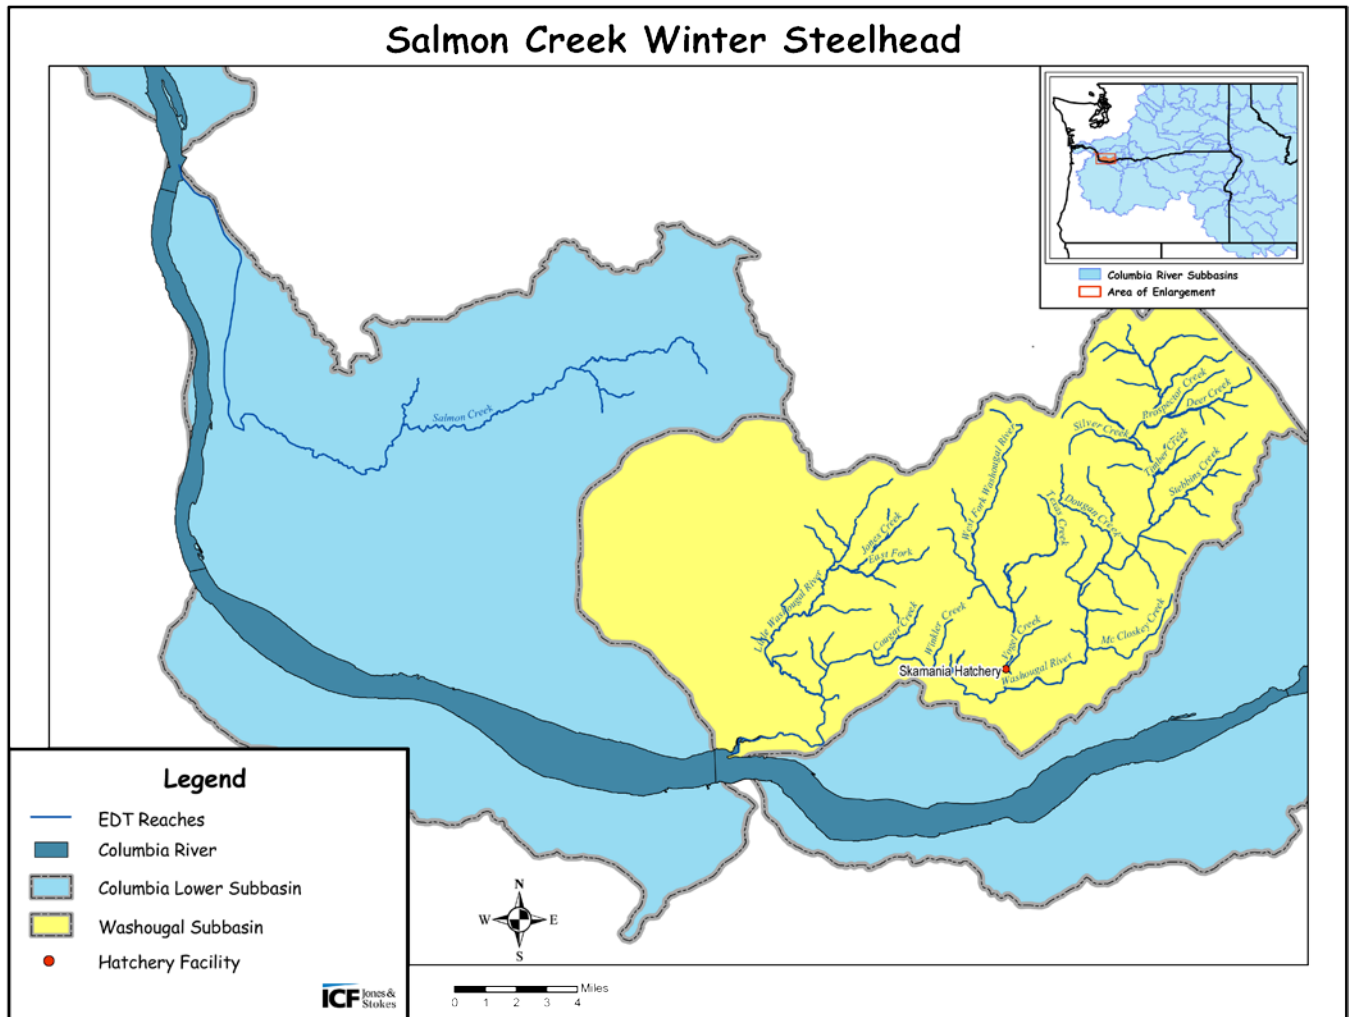 Salmon Creek Winter Steelhead
Columbia River Subbasins
Area of Enlargement
Prospector Creek
Deer Creek
Silver Creek
Timber Creek
Stebbins Creek
Salmon Creek
West Fork Washougal River
Texas Creek
Dougan Creek
Jones Creek
East Fork
Little Washougal River
Cougar Creek
Winkler Creek
Vogel Creek
Mc Closkey Creek
Skamania Hatchery
Washougal River
Legend
EDT Reaches
Columbia River
Columbia Lower Subbasin
Washougal Subbasin
Hatchery Facility
ICF Jones & Stokes
N
W E
S
Miles
0 1 2 3 4